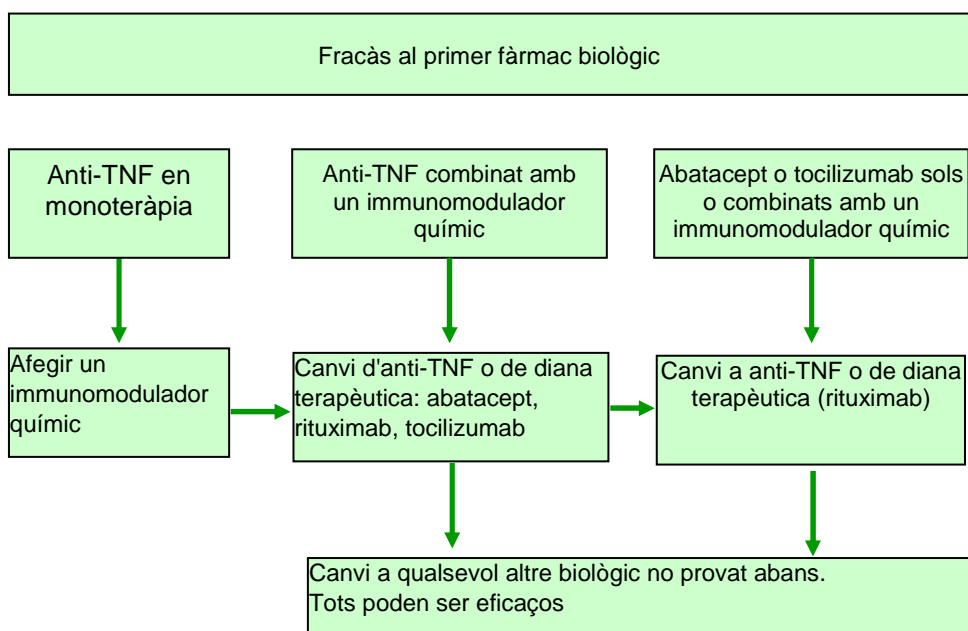 Fracàs al primer fàrmac biològic
Anti-TNF en
monoteràpia
Anti-TNF combinat amb
un immunomodulador
químic
Abatacept o tocilizumab sols
o combinats amb un
immunomodulador químic
Afegir un
immunomodulador
químic
Canvi d'anti-TNF o de diana
terapèutica: abatacept,
rituximab, tocilizumab
Canvi a anti-TNF o de diana
terapèutica (rituximab)
Canvi a qualsevol altre biològic no provat abans.
Tots poden ser eficaços